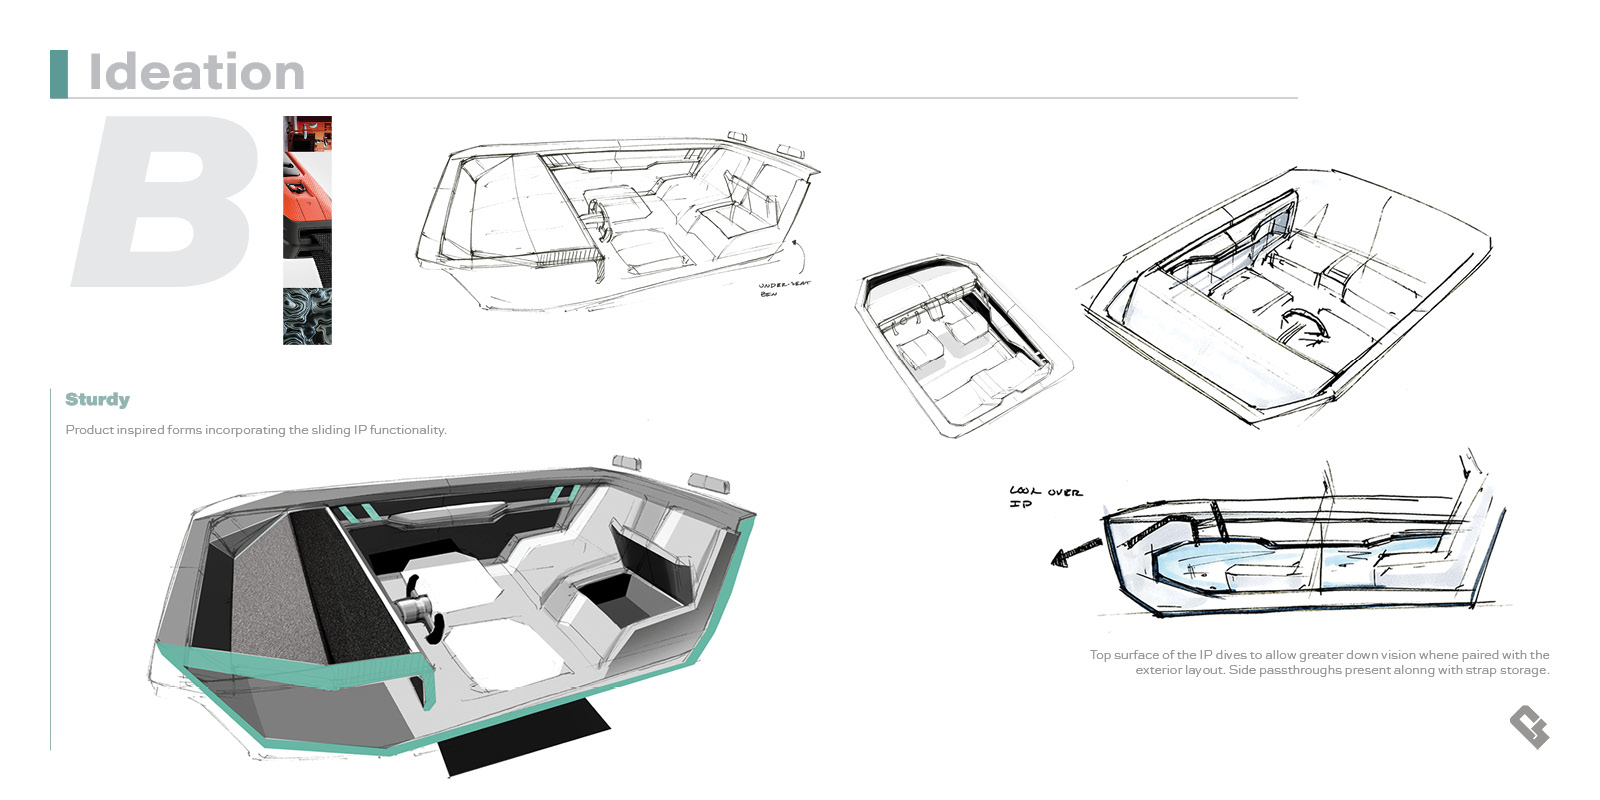 Ideation
B
UNDER-SEAT
BEN
Sturdy
Product inspired forms incorporating the sliding IP functionality.
LOOK OVER
IP
Top surface of the IP dives to allow greater down vision whene paired with the
exterior layout. Side passthroughs present alonng with strap storage.